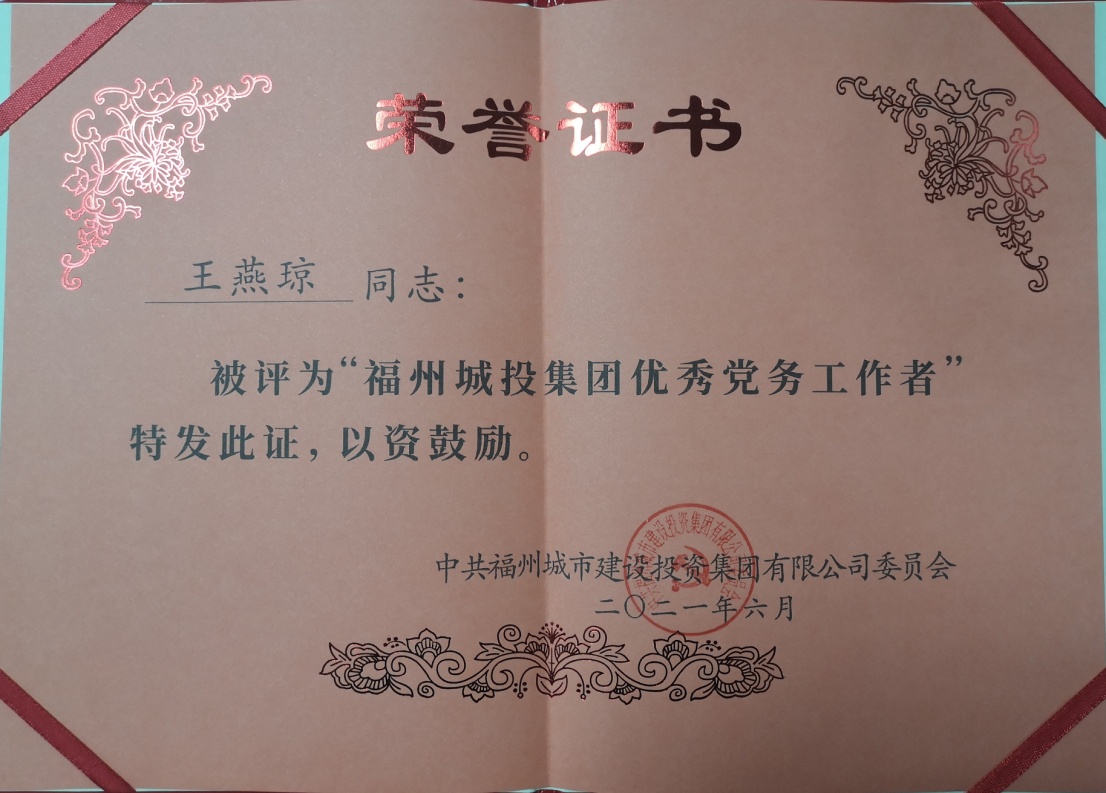 荣誉证书
王燕琼 同志：
被评为“福州城投集团优秀党务工作者”
特发此证，以资鼓励。
中共福州城市建设投资集团有限公司委员会
二〇二一年六月